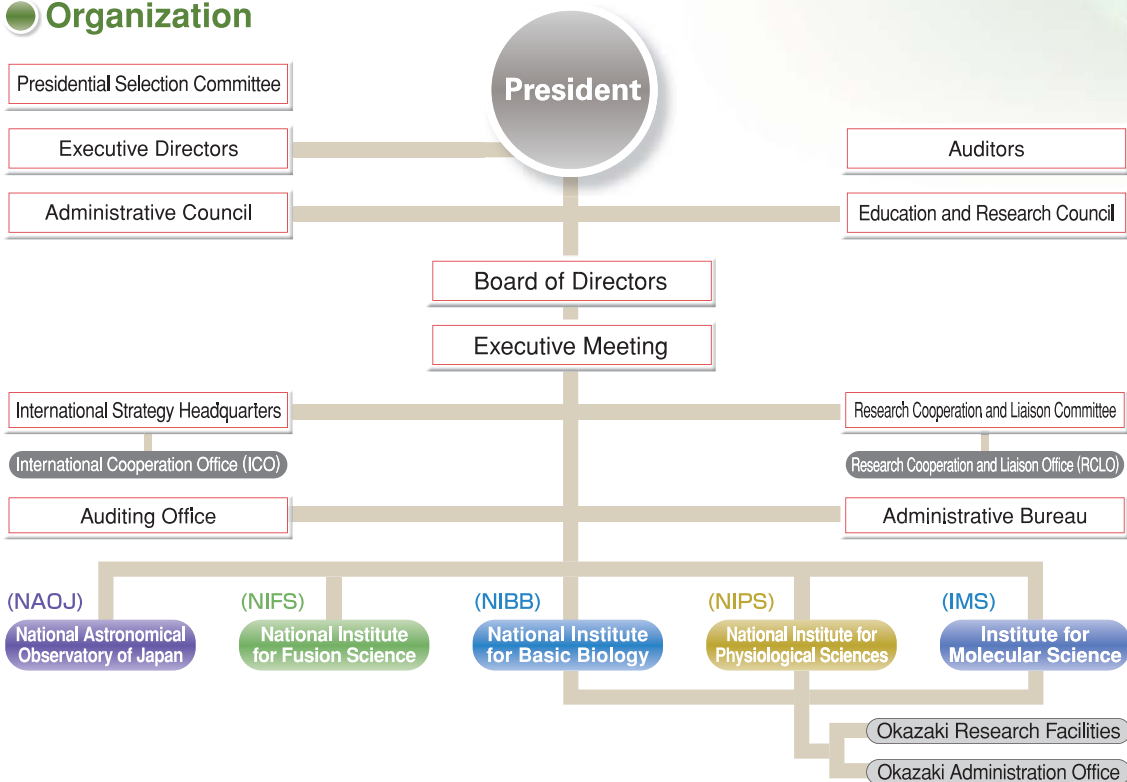 Organization
President
Presidential Selection Committee
Executive Directors
Auditors
Administrative Council
Education and Research Council
Board of Directors
Executive Meeting
International Strategy Headquarters
Research Cooperation and Liaison Committee
International Cooperation Office (ICO)
Research Cooperation and Liaison Office (RCLO)
Auditing Office
Administrative Bureau
(NAOJ)
National Astronomical
Observatory of Japan
(NIFS)
National Institute
for Fusion Science
(NIBB)
National Institute
for Basic Biology
(NIPS)
National Institute for
Physiological Sciences
(IMS)
Institute for
Molecular Science
Okazaki Research Facilities
Okazaki Administration Office